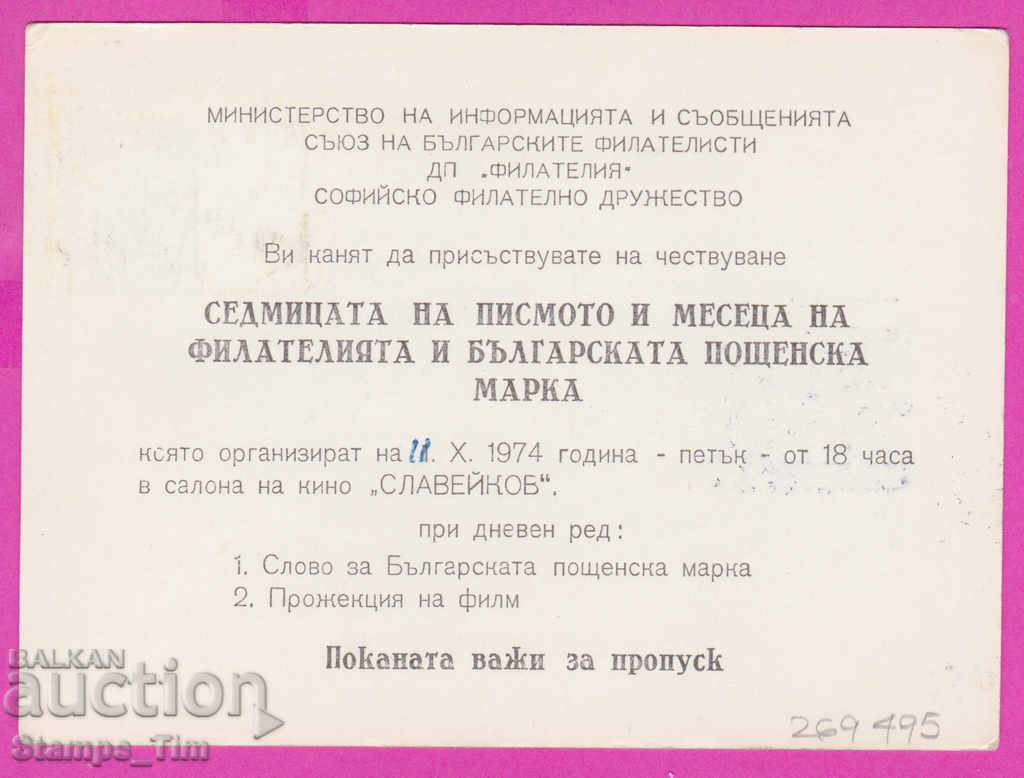 МИНИСТЕРСТВО НА ИНФОРМАЦИЯТА И СЪОБЩЕНИЯТА
СЪЮЗ НА БЪЛГАРСКИТЕ ФИЛАТЕЛИСТИ
ДП „ФИЛАТЕЛИЯ"
СОФИЙСКО ФИЛАТЕЛНО ДРУЖЕСТВО
Ви канят да присъствувате на чествуване
СЕДМИЦАТА НА ПИСМОТО И МЕСЕЦА НА
ФИЛАТЕЛИЯТА И БЪЛГАРСКАТА ПОЩЕНСКА
МАРКА
която организират на 11. X. 1974 година - петък - от 18 часа
в салона на кино „СЛАВЕЙКОБ".
при дневен ред:
1. Слово за Българската пощенска марка
2. Прожекция на филм
Поканата важи за пропуск
BALKAN
auction
Stamps_Tim
269495